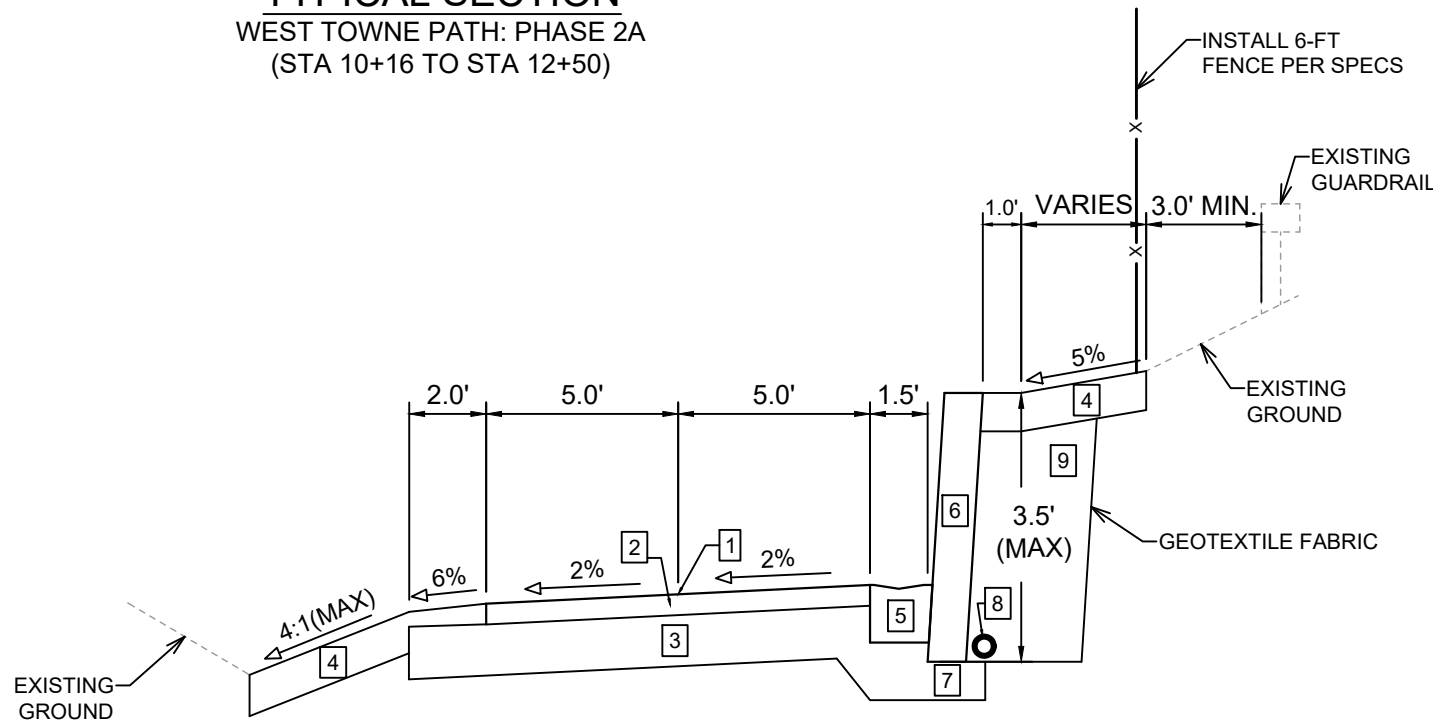 TYPICAL SECTION
WEST TOWNE PATH: PHASE 2A
(STA 10+16 TO STA 12+50)
INSTALL 6-FT
FENCE PER SPECS
X
EXISTING
GUARDRAIL
1.0' VARIES 3.0' MIN.
X
5%
4
EXISTING
GROUND
2.0' 5.0' 5.0' 1.5'
9
6
3.5'
(MAX)
GEOTEXTILE FABRIC
2 1
6% 2% 2%
4:1(MAX)
5
8
3
4
7
EXISTING
GROUND